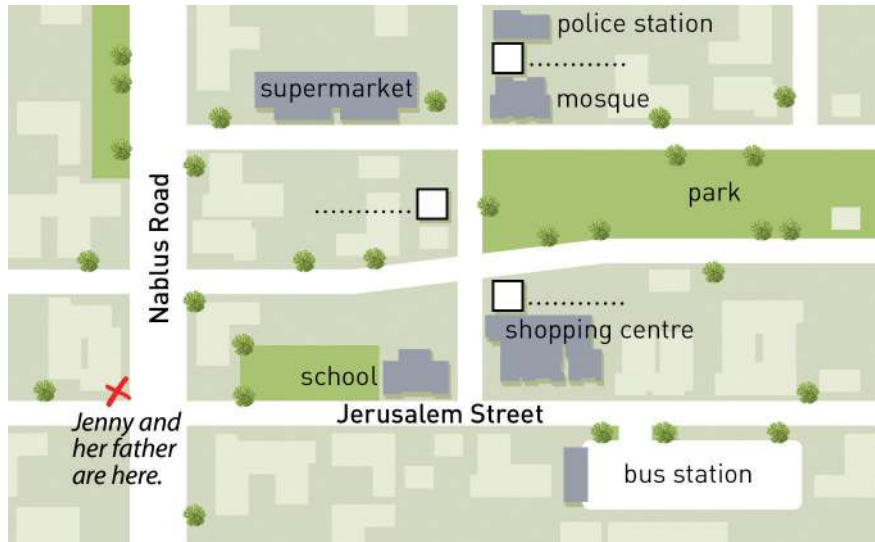 police station
............
supermarket
mosque
Nablus Road
park
............
............
shopping centre
school
Jerusalem Street
Jenny and
her father
are here.
bus station